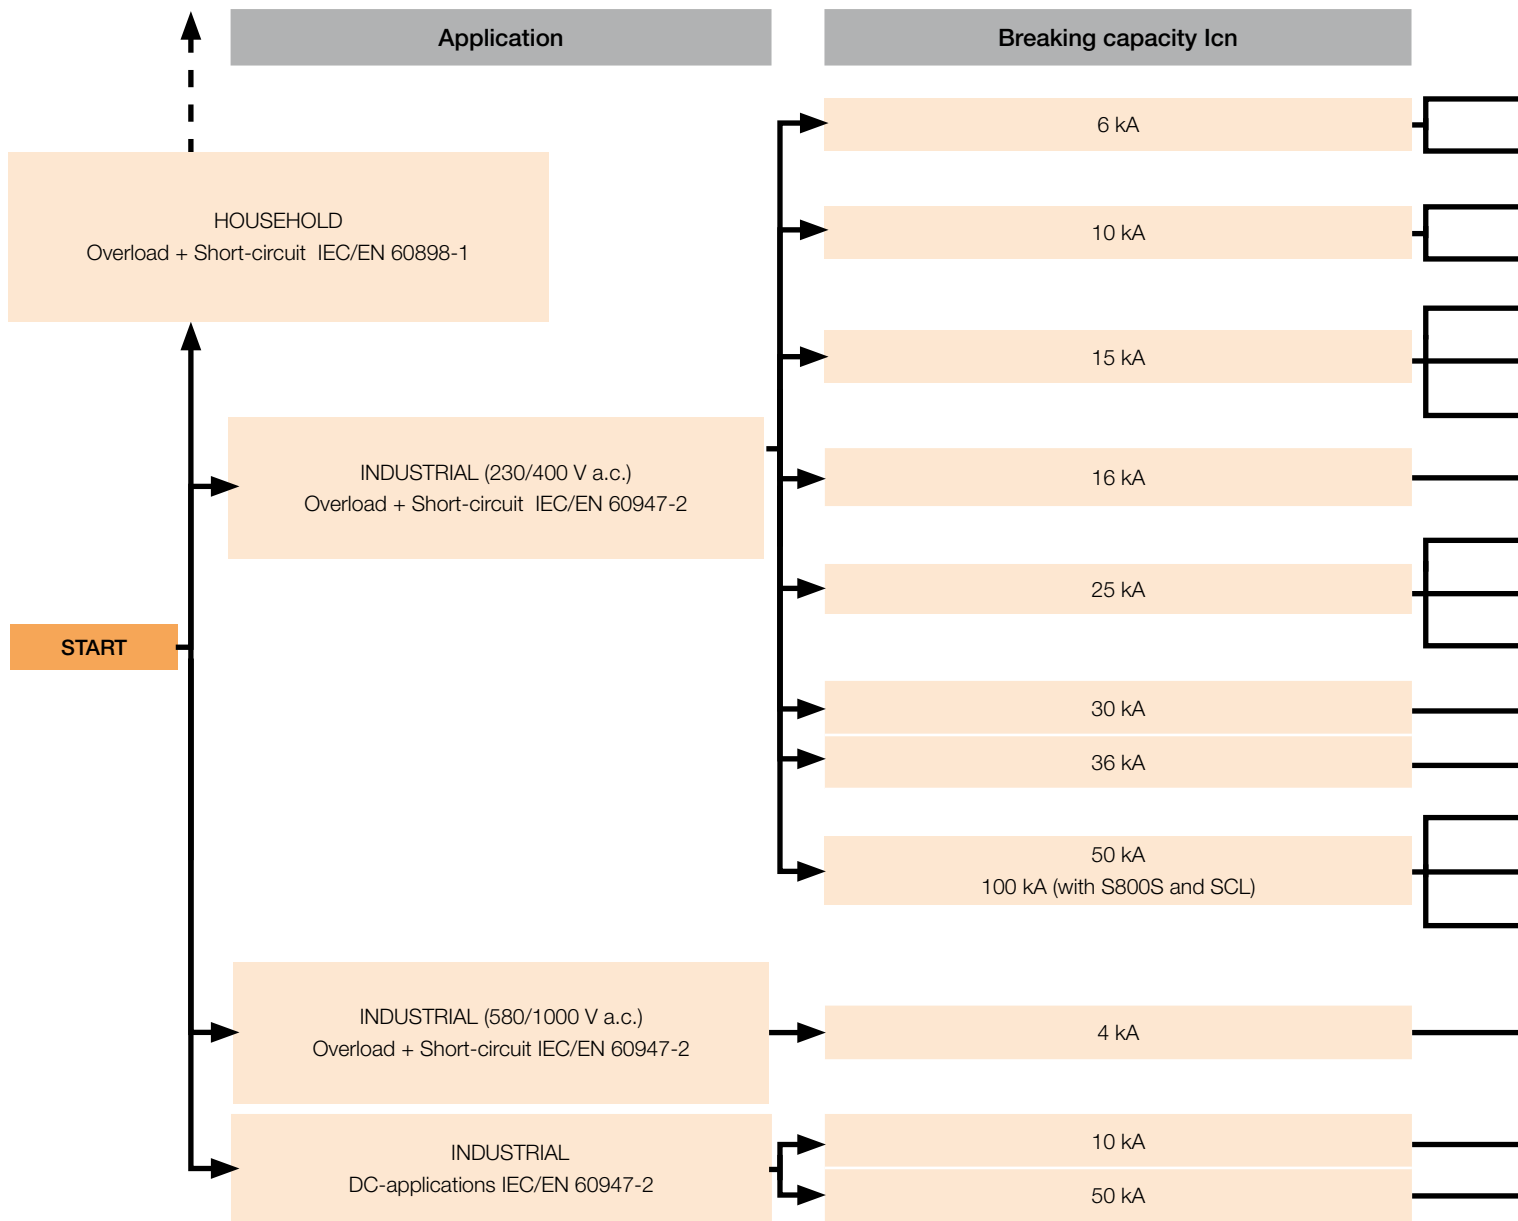 Application
Breaking capacity Icn
6 kA
HOUSEHOLD
Overload + Short-circuit IEC/EN 60898-1
10 kA
15 kA
INDUSTRIAL (230/400 V a.c.)
Overload + Short-circuit IEC/EN 60947-2
16 kA
25 kA
START
30 kA
36 kA
50 kA
100 kA (with S800S and SCL)
INDUSTRIAL (580/1000 V a.c.)
Overload + Short-circuit IEC/EN 60947-2
4 kA
INDUSTRIAL
DC-applications IEC/EN 60947-2
10 kA
50 kA